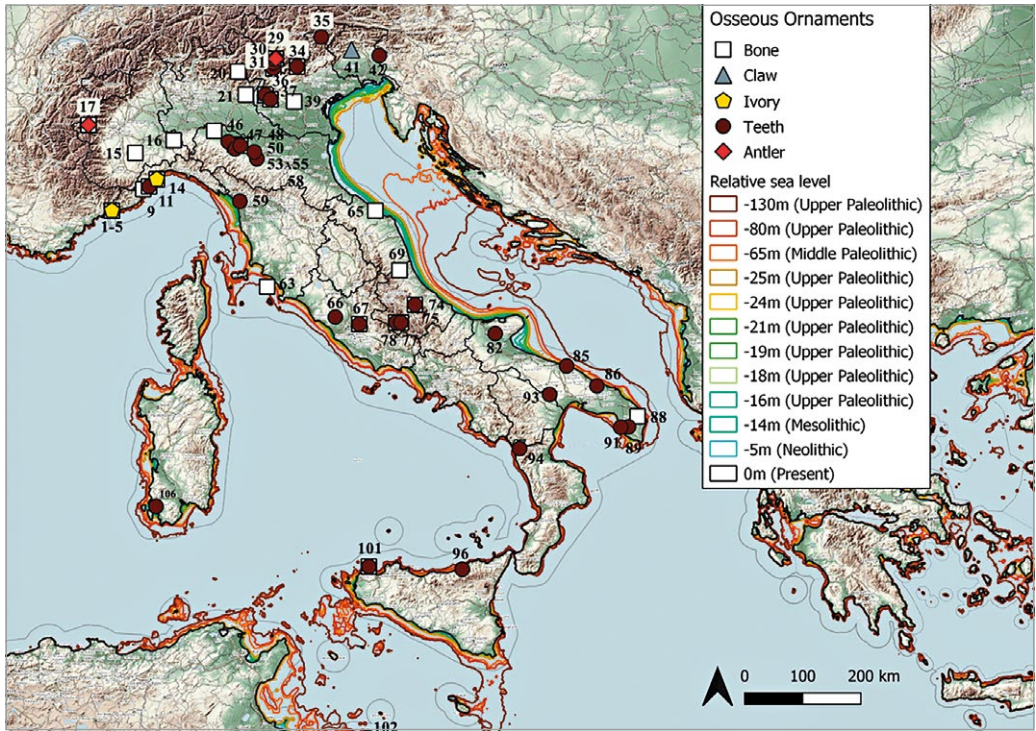 Osseous Ornaments
Bone
Claw
Ivory
Teeth
Antler
Relative sea level
-130m (Upper Paleolithic)
-80m (Upper Paleolithic)
-65m (Middle Paleolithic)
-25m (Upper Paleolithic)
-24m (Upper Paleolithic)
-21m (Upper Paleolithic)
-19m (Upper Paleolithic)
-18m (Upper Paleolithic)
-16m (Upper Paleolithic)
-14m (Mesolithic)
-5m (Neolithic)
0m (Present)
35
29
30
34
31
41
42
20
36
37
39
21
17
46
47
48
16
50
15
53
55
58
14
11
9
1-5
59
65
69
63
66
67
74
75
78
77
82
85
86
93
88
91
89
94
106
101
96
102
0
100
200 km